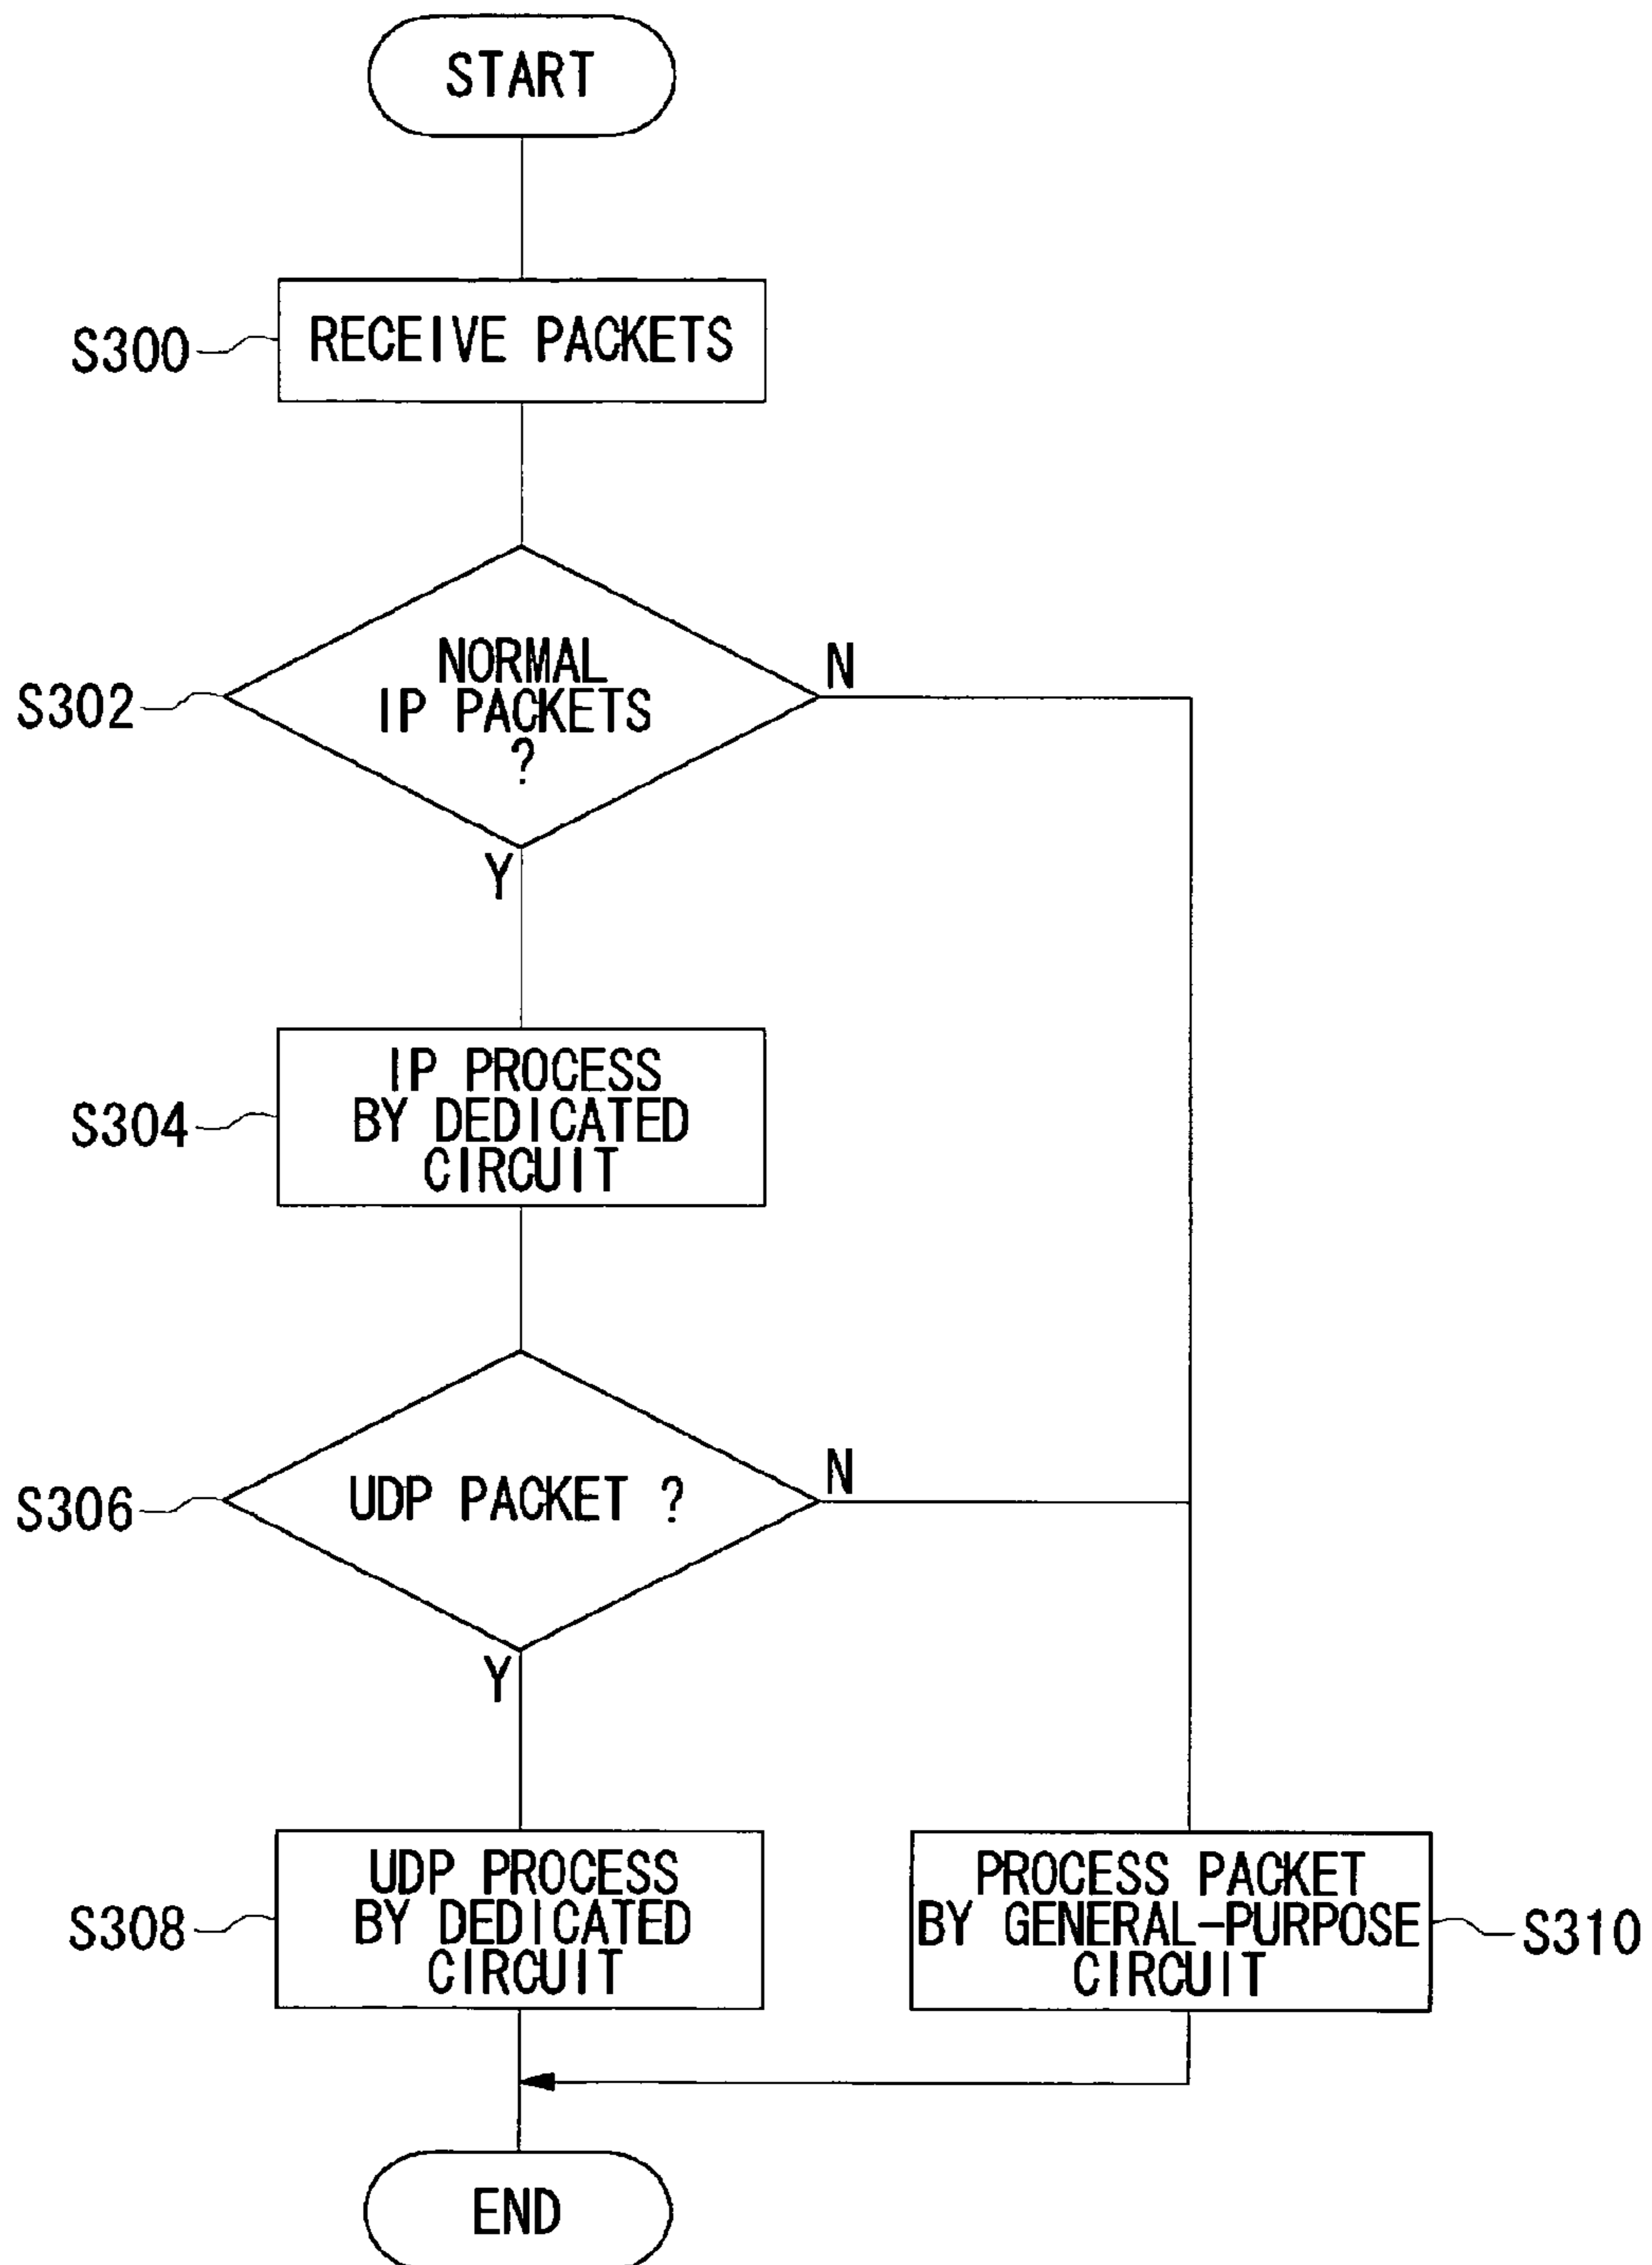 START
S300
RECEIVE PACKETS
S302
NORMAL
IP PACKETS
?
N
Y
S304
IP PROCESS
BY DEDICATED
CIRCUIT
S306
UDP PACKET ?
N
Y
S308
UDP PROCESS
BY DEDICATED
CIRCUIT
PROCESS PACKET
BY GENERAL-PURPOSE
CIRCUIT
S310
END